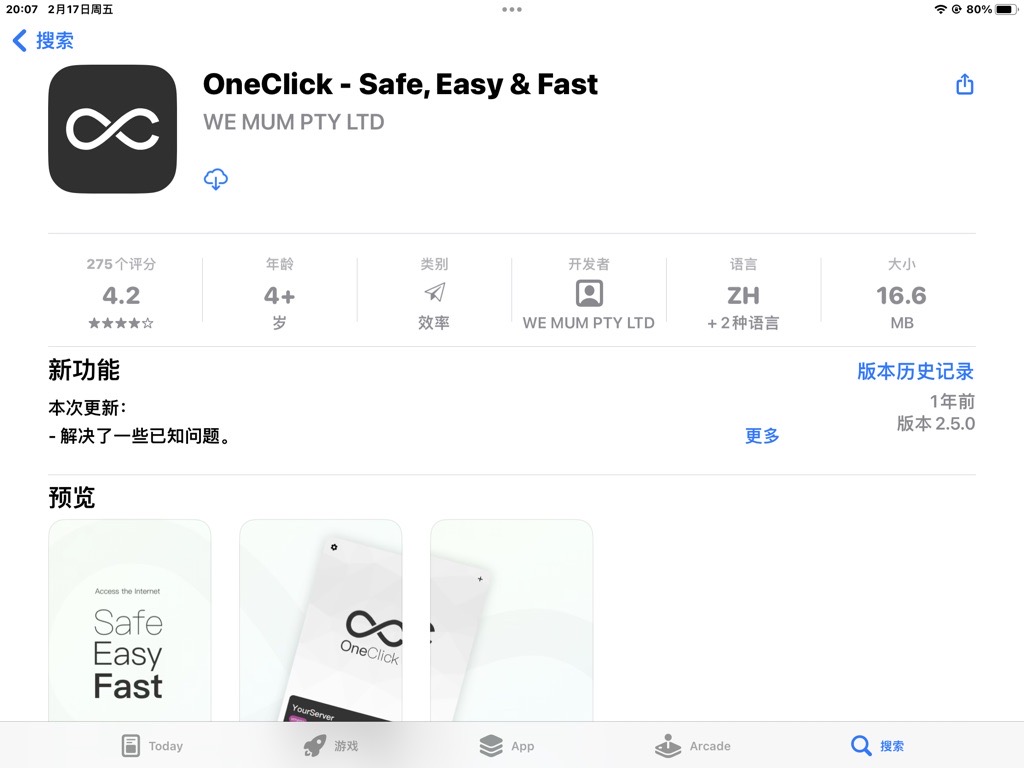 20:07 2月17日周五
80%
搜索
OneClick - Safe, Easy & Fast
WE MUM PTY LTD
275个评分
4.2
年龄
4+
岁
类别
效率
开发者
WE MUM PTY LTD
语言
ZH
+ 2种语言
大小
16.6
MB
新功能
版本历史记录
本次更新：
1年前
- 解决了一些已知问题。
更多
版本 2.5.0
预览
Access the Internet
Safe
Easy
Fast
OneClick
YourServer
Today
游戏
App
Arcade
搜索